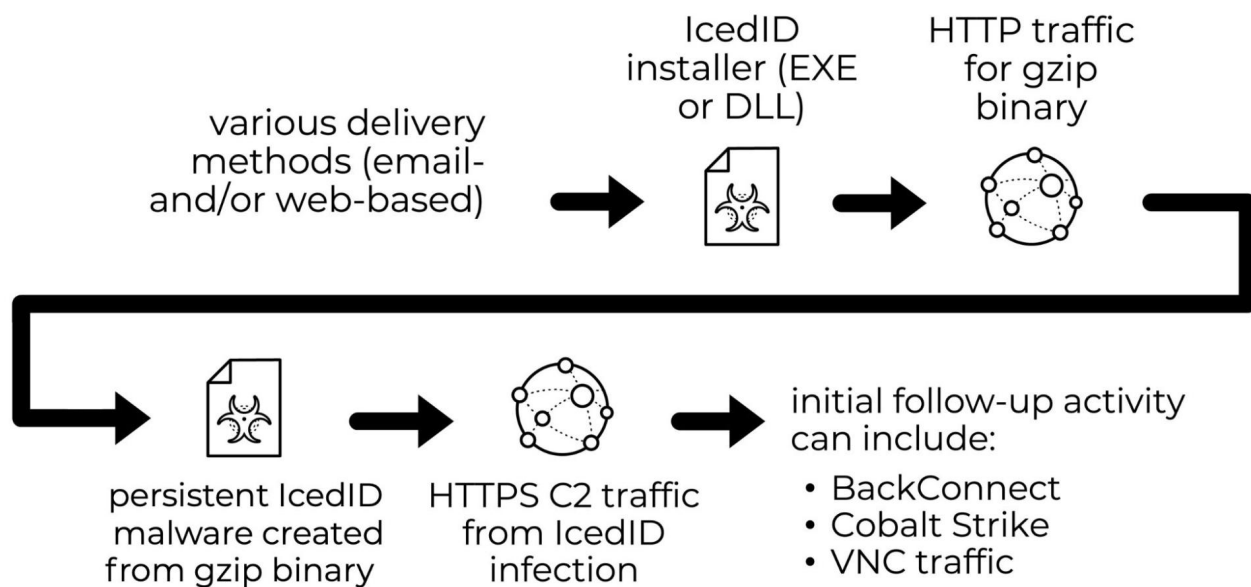 various delivery
methods (email-
and/or web-based)
IcedID
installer (EXE
or DLL)
HTTP traffic
for gzip
binary
persistent IcedID
malware created
from gzip binary
HTTPS C2 traffic
from IcedID
infection
initial follow-up activity
can include:
• BackConnect
• Cobalt Strike
• VNC traffic